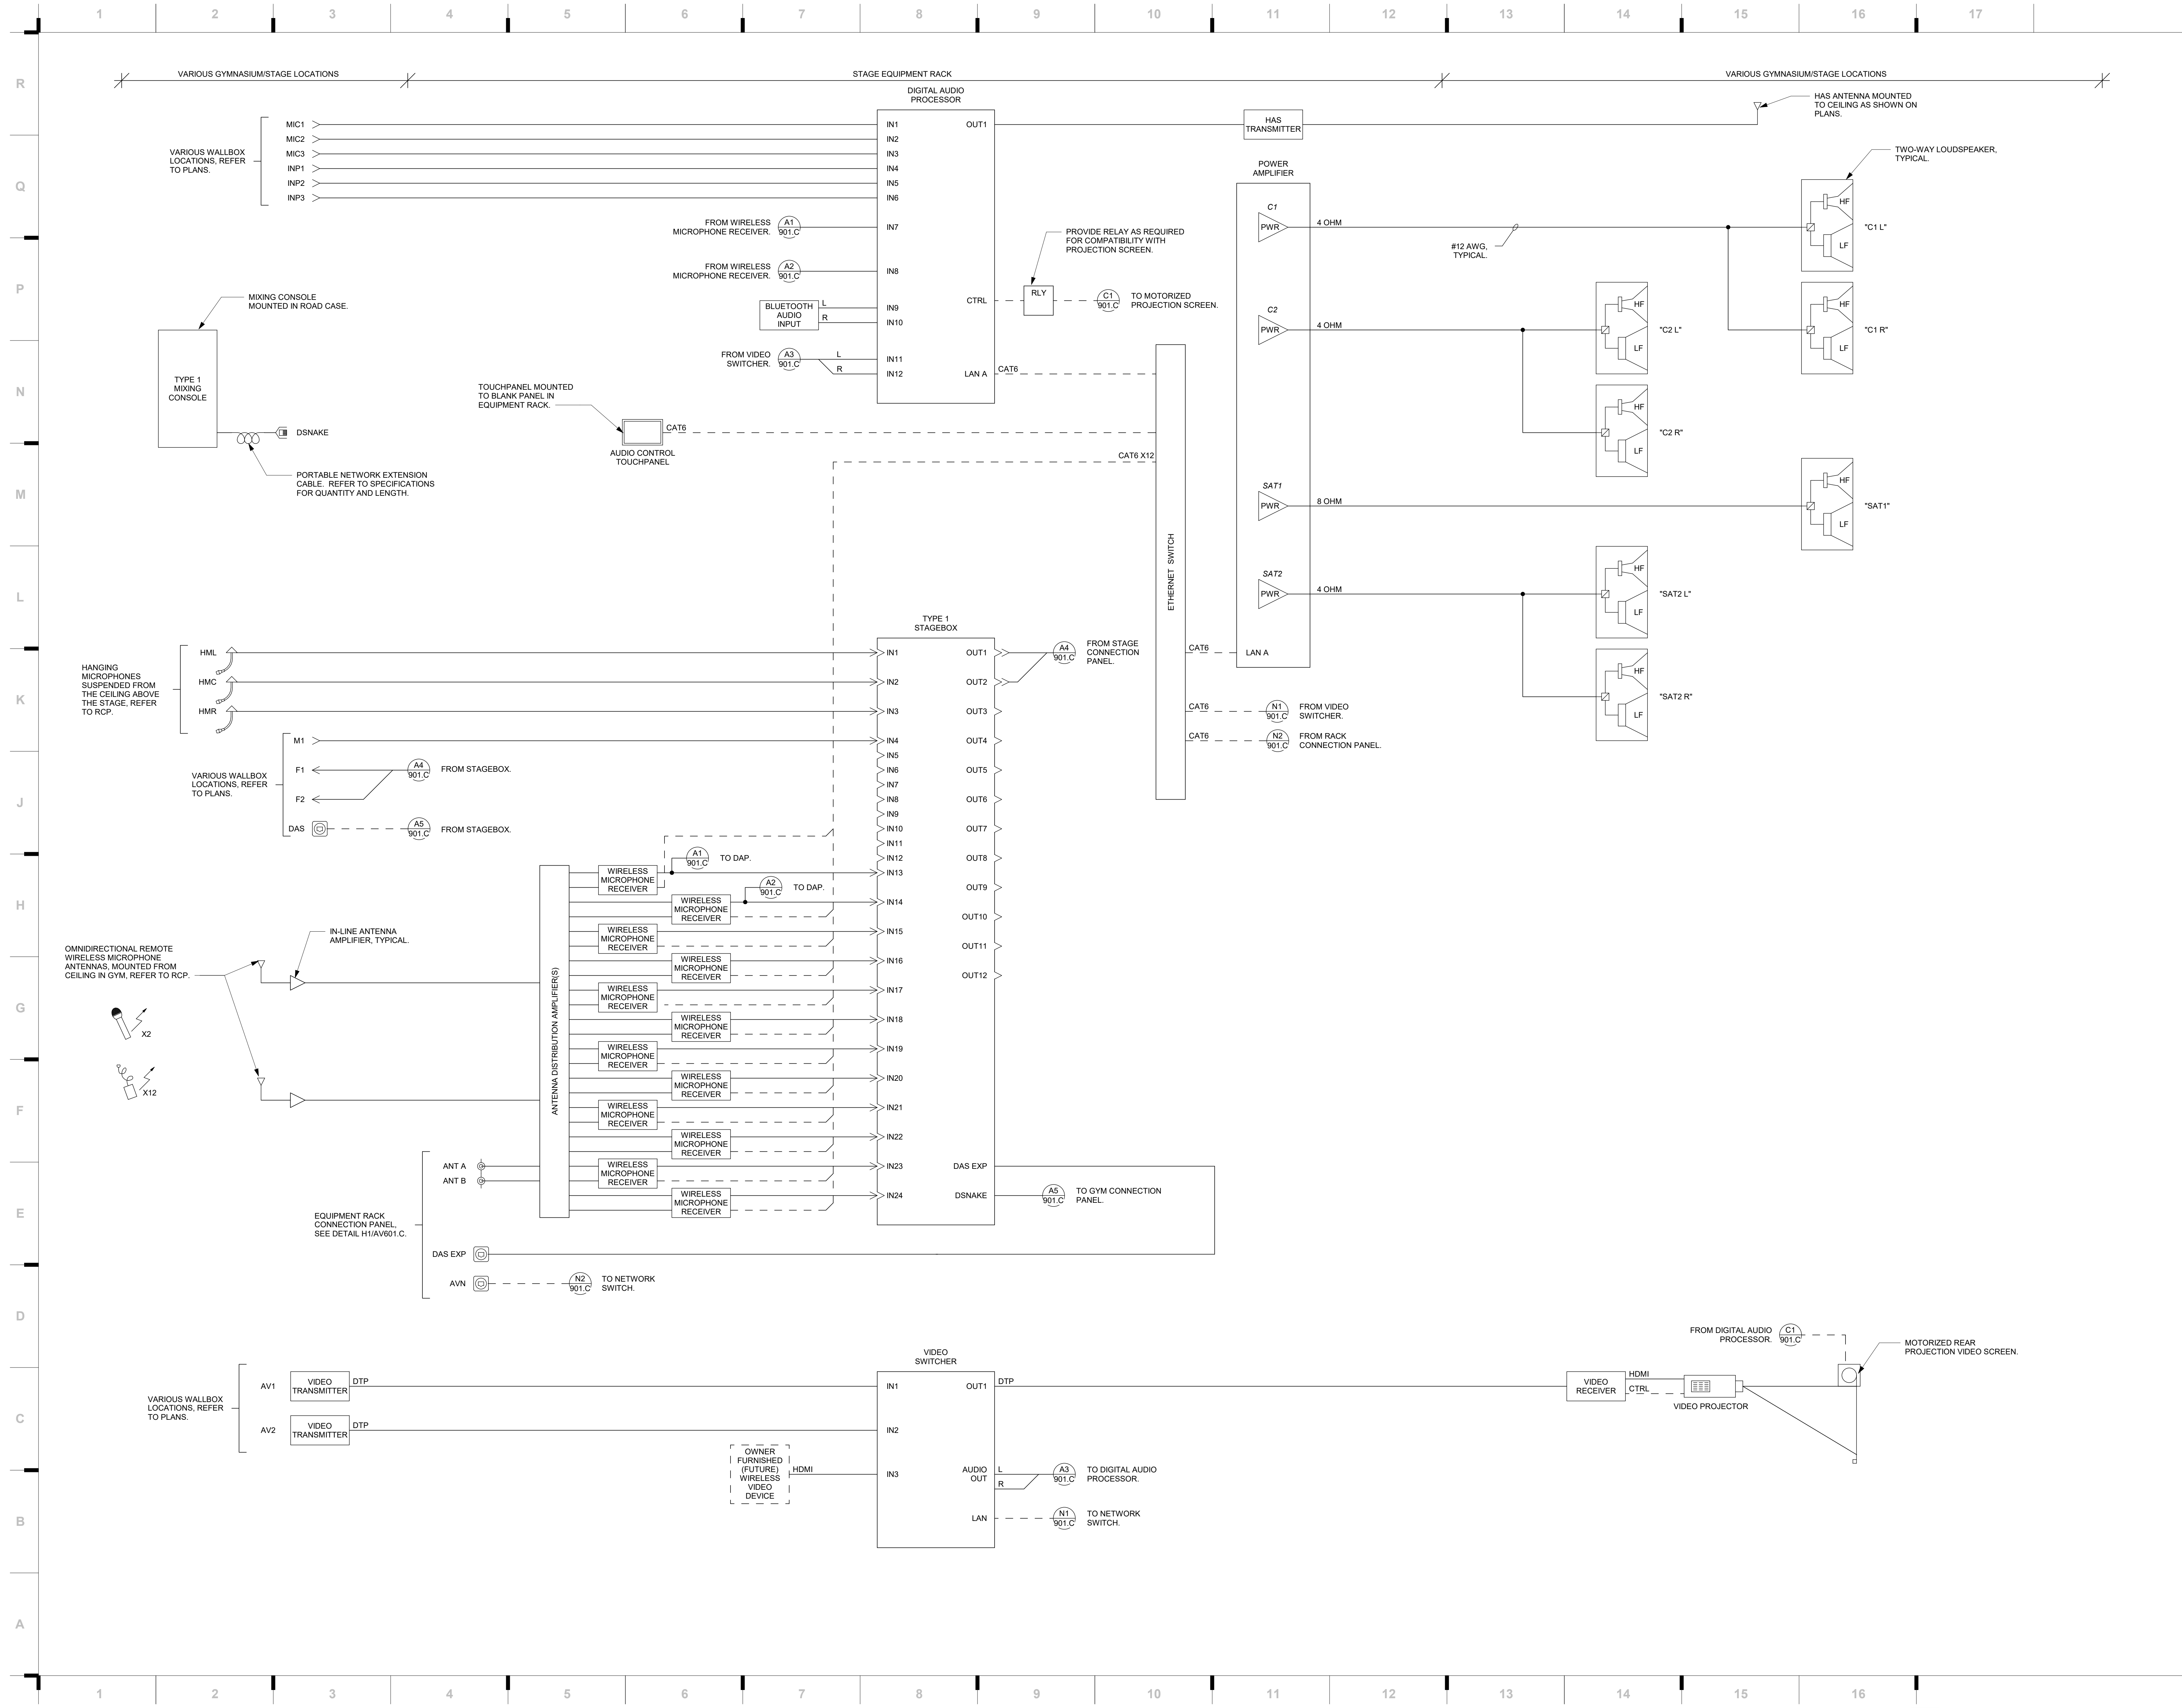 1 2 3 4 5 6 7 8 9 10 11 12 13 14 15 16 17
R
VARIOUS GYMNASIUM/STAGE LOCATIONS
STAGE EQUIPMENT RACK
VARIOUS GYMNASIUM/STAGE LOCATIONS
DIGITAL AUDIO
PROCESSOR
HAS ANTENNA MOUNTED
TO CEILING AS SHOWN ON
PLANS.
MIC1
MIC2
MIC3
INP1
INP2
INP3
VARIOUS WALLBOX
LOCATIONS, REFER
TO PLANS.
IN1
IN2
IN3
IN4
IN5
IN6
IN7
IN8
IN9
IN10
IN11
IN12
OUT1
CTRL
LAN A
CAT6
HAS
TRANSMITTER
Q
FROM WIRELESS
MICROPHONE RECEIVER.
A1
901.C
FROM WIRELESS
MICROPHONE RECEIVER.
A2
901.C
BLUETOOTH
AUDIO
INPUT
L
R
FROM VIDEO
SWITCHER.
A3
901.C
L
R
PROVIDE RELAY AS REQUIRED
FOR COMPATIBILITY WITH
PROJECTION SCREEN.
RLY
C1
901.C
TO MOTORIZED
PROJECTION SCREEN.
POWER
AMPLIFIER
C1
PWR
4 OHM
#12 AWG,
TYPICAL.
C2
PWR
4 OHM
SAT1
PWR
8 OHM
SAT2
PWR
4 OHM
LAN A
TWO-WAY LOUDSPEAKER,
TYPICAL.
HF
LF
"C1 L"
HF
LF
"C1 R"
HF
LF
"C2 L"
HF
LF
"C2 R"
HF
LF
"SAT1"
HF
LF
"SAT2 L"
HF
LF
"SAT2 R"
P
MIXING CONSOLE
MOUNTED IN ROAD CASE.
TYPE 1
MIXING
CONSOLE
DSNAKE
PORTABLE NETWORK EXTENSION
CABLE. REFER TO SPECIFICATIONS
FOR QUANTITY AND LENGTH.
N
TOUCHPANEL MOUNTED
TO BLANK PANEL IN
EQUIPMENT RACK.
CAT6
AUDIO CONTROL
TOUCHPANEL
CAT6 X12
ETHERNET SWITCH
M
L
CAT6
CAT6
N1
901.C
FROM VIDEO
SWITCHER.
CAT6
N2
901.C
FROM RACK
CONNECTION PANEL.
K
HANGING
MICROPHONES
SUSPENDED FROM
THE CEILING ABOVE
THE STAGE, REFER
TO RCP.
HML
HMC
HMR
VARIOUS WALLBOX
LOCATIONS, REFER
TO PLANS.
M1
F1
F2
DAS
A4
901.C
FROM STAGEBOX.
A5
901.C
FROM STAGEBOX.
J
TYPE 1
STAGEBOX
IN1
IN2
IN3
IN4
IN5
IN6
IN7
IN8
IN9
IN10
IN11
IN12
IN13
IN14
IN15
IN16
IN17
IN18
IN19
IN20
IN21
IN22
IN23
IN24
OUT1
OUT2
OUT3
OUT4
OUT5
OUT6
OUT7
OUT8
OUT9
OUT10
OUT11
OUT12
DAS EXP
DSNAKE
A4
901.C
FROM STAGE
CONNECTION
PANEL.
A5
901.C
TO GYM CONNECTION
PANEL.
H
A1
901.C
TO DAP.
A2
901.C
TO DAP.
WIRELESS
MICROPHONE
RECEIVER
WIRELESS
MICROPHONE
RECEIVER
WIRELESS
MICROPHONE
RECEIVER
WIRELESS
MICROPHONE
RECEIVER
WIRELESS
MICROPHONE
RECEIVER
WIRELESS
MICROPHONE
RECEIVER
WIRELESS
MICROPHONE
RECEIVER
WIRELESS
MICROPHONE
RECEIVER
WIRELESS
MICROPHONE
RECEIVER
WIRELESS
MICROPHONE
RECEIVER
WIRELESS
MICROPHONE
RECEIVER
WIRELESS
MICROPHONE
RECEIVER
ANTENNA DISTRIBUTION AMPLIFIER(S)
IN-LINE ANTENNA
AMPLIFIER, TYPICAL.
OMNIDIRECTIONAL REMOTE
WIRELESS MICROPHONE
ANTENNAS, MOUNTED FROM
CEILING IN GYM, REFER TO RCP.
G
X2
X12
F
ANT A
ANT B
E
EQUIPMENT RACK
CONNECTION PANEL,
SEE DETAIL H1/AV601.C.
DAS EXP
AVN
N2
901.C
TO NETWORK
SWITCH.
D
VIDEO
SWITCHER
FROM DIGITAL AUDIO
PROCESSOR.
C1
901.C
MOTORIZED REAR
PROJECTION VIDEO SCREEN.
VARIOUS WALLBOX
LOCATIONS, REFER
TO PLANS.
AV1
VIDEO
TRANSMITTER
DTP
AV2
VIDEO
TRANSMITTER
DTP
C
OWNER
FURNISHED
(FUTURE)
WIRELESS
VIDEO
DEVICE
HDMI
IN1
IN2
IN3
OUT1
DTP
AUDIO
OUT
L
R
A3
901.C
TO DIGITAL AUDIO
PROCESSOR.
LAN
N1
901.C
TO NETWORK
SWITCH.
VIDEO
RECEIVER
HDMI
CTRL
VIDEO PROJECTOR
B
A
1 2 3 4 5 6 7 8 9 10 11 12 13 14 15 16 17